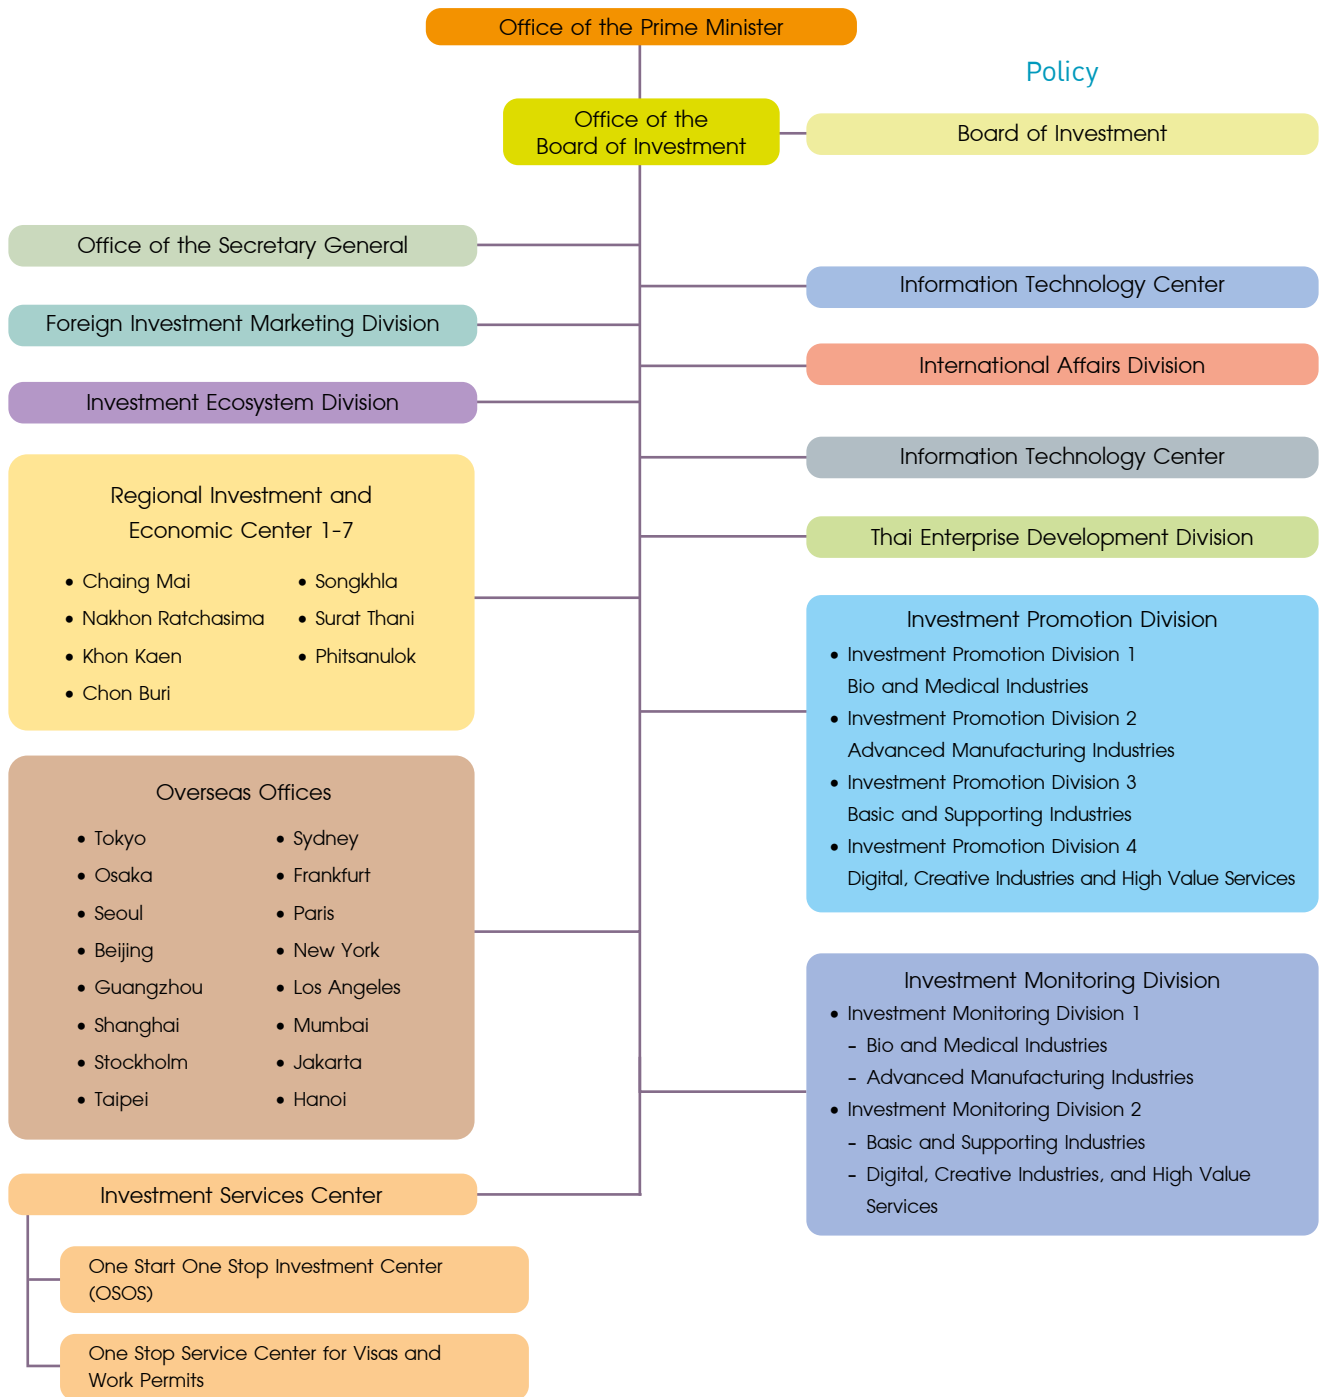 Office of the Prime Minister
Policy
Office of the
Board of Investment
Board of Investment
Office of the Secretary General
Foreign Investment Marketing Division
Investment Ecosystem Division
Regional Investment and
Economic Center 1-7
• Chaing Mai
• Nakhon Ratchasima
• Khon Kaen
• Chon Buri
• Songkhla
• Surat Thani
• Phitsanulok
Overseas Offices
• Tokyo
• Osaka
• Seoul
• Beijing
• Guangzhou
• Shanghai
• Stockholm
• Taipei
• Sydney
• Frankfurt
• Paris
• New York
• Los Angeles
• Mumbai
• Jakarta
• Hanoi
Investment Services Center
One Start One Stop Investment Center
(OSOS)
One Stop Service Center for Visas and
Work Permits
Information Technology Center
International Affairs Division
Information Technology Center
Thai Enterprise Development Division
Investment Promotion Division
• Investment Promotion Division 1
Bio and Medical Industries
• Investment Promotion Division 2
Advanced Manufacturing Industries
• Investment Promotion Division 3
Basic and Supporting Industries
• Investment Promotion Division 4
Digital, Creative Industries and High Value Services
Investment Monitoring Division
• Investment Monitoring Division 1
- Bio and Medical Industries
- Advanced Manufacturing Industries
• Investment Monitoring Division 2
- Basic and Supporting Industries
- Digital, Creative Industries, and High Value
Services